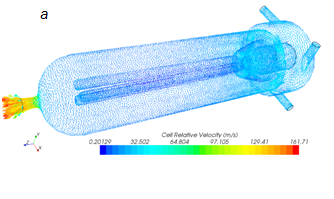 a
Cell Relative Velocity (m/s)
0.20129 32.502 64.804 97.105 129.41 161.71